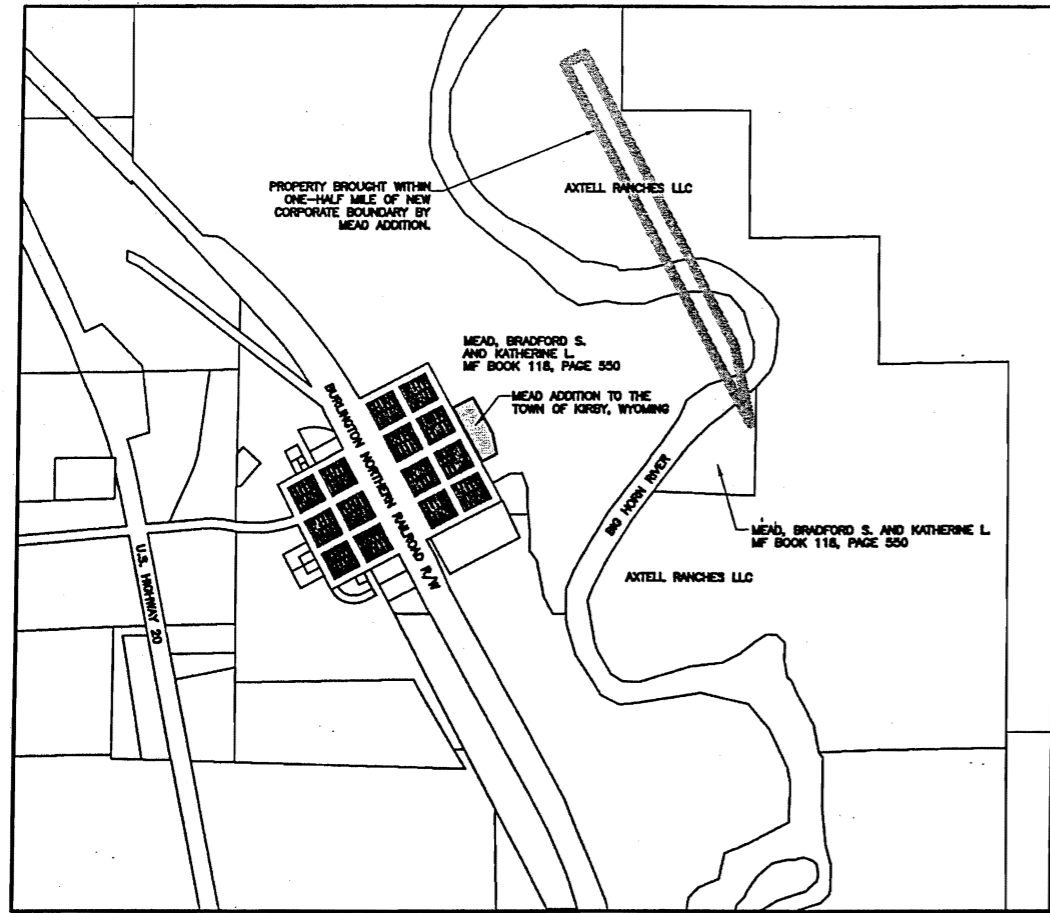 PROPERTY BROUGHT WITHIN
ONE-HALF MILE OF NEW
CORPORATE BOUNDARY BY
MEAD ADDITION.
AXTELL RANCHES LLC
MEAD, BRADFORD S.
AND KATHERINE L.
MF BOOK 118, PAGE 550
MEAD ADDITION TO THE
TOWN OF KIRBY, WYOMING
BURLINGTON NORTHERN RAILROAD R/W
BIG HORN RIVER
MEAD, BRADFORD S. AND KATHERINE L.
MF BOOK 118, PAGE 550
AXTELL RANCHES LLC
U.S. HIGHWAY 20